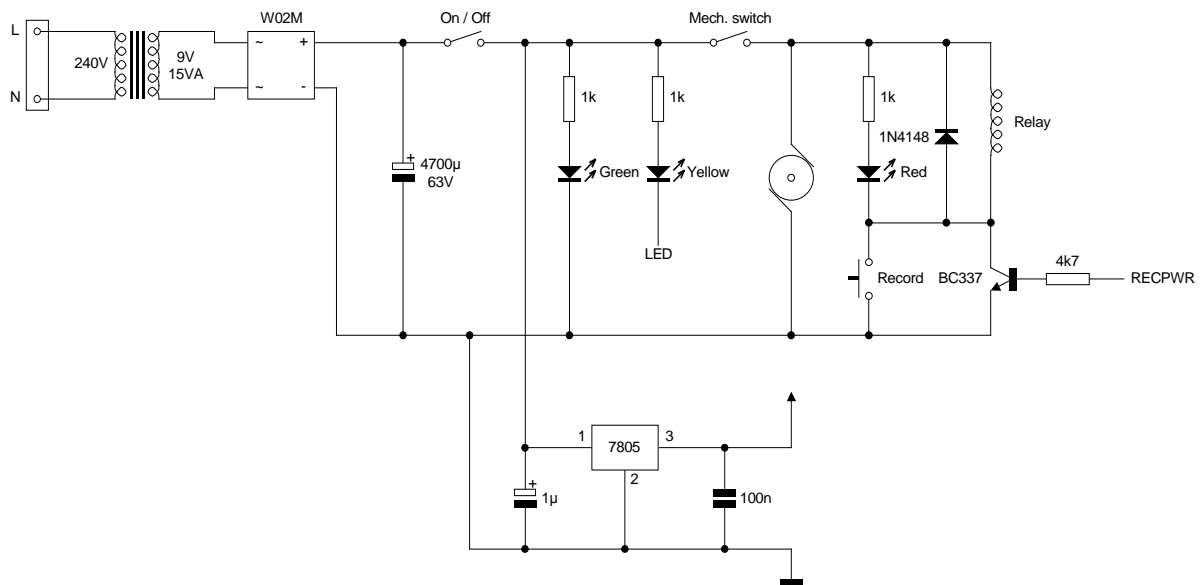 L
N
240V
9V
15VA
W02M
~
+
~
-
On / Off
Mech. switch
+
4700µ
63V
1k
Green
1k
Yellow
LED
1k
Red
1N4148
Relay
Record
BC337
4k7
RECPWR
1
7805
3
2
+
1µ
100n